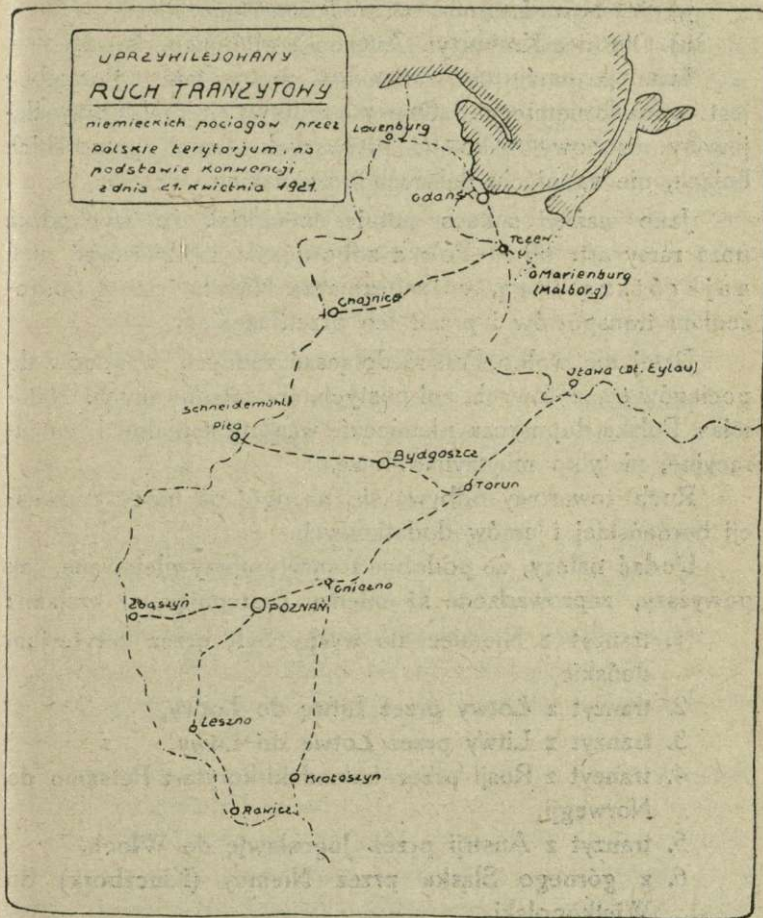 UPRZYWILEJOWANY
RUCH TRANZYTOWY
niemieckich pociągów przez
polskie terytorjum, na
podstawie konwencji
z dnia 21. kwietnia 1921.
Lauenburg
Gdańsk
Tczew
Marienburg
(Malborg)
Chojnice
Iława (Dt. Eylau)
Schneidemühl
Piła
Bydgoszcz
Toruń
Gniezno
Zbąszyń
POZNAŃ
Leszno
Krotoszyn
Rawicz